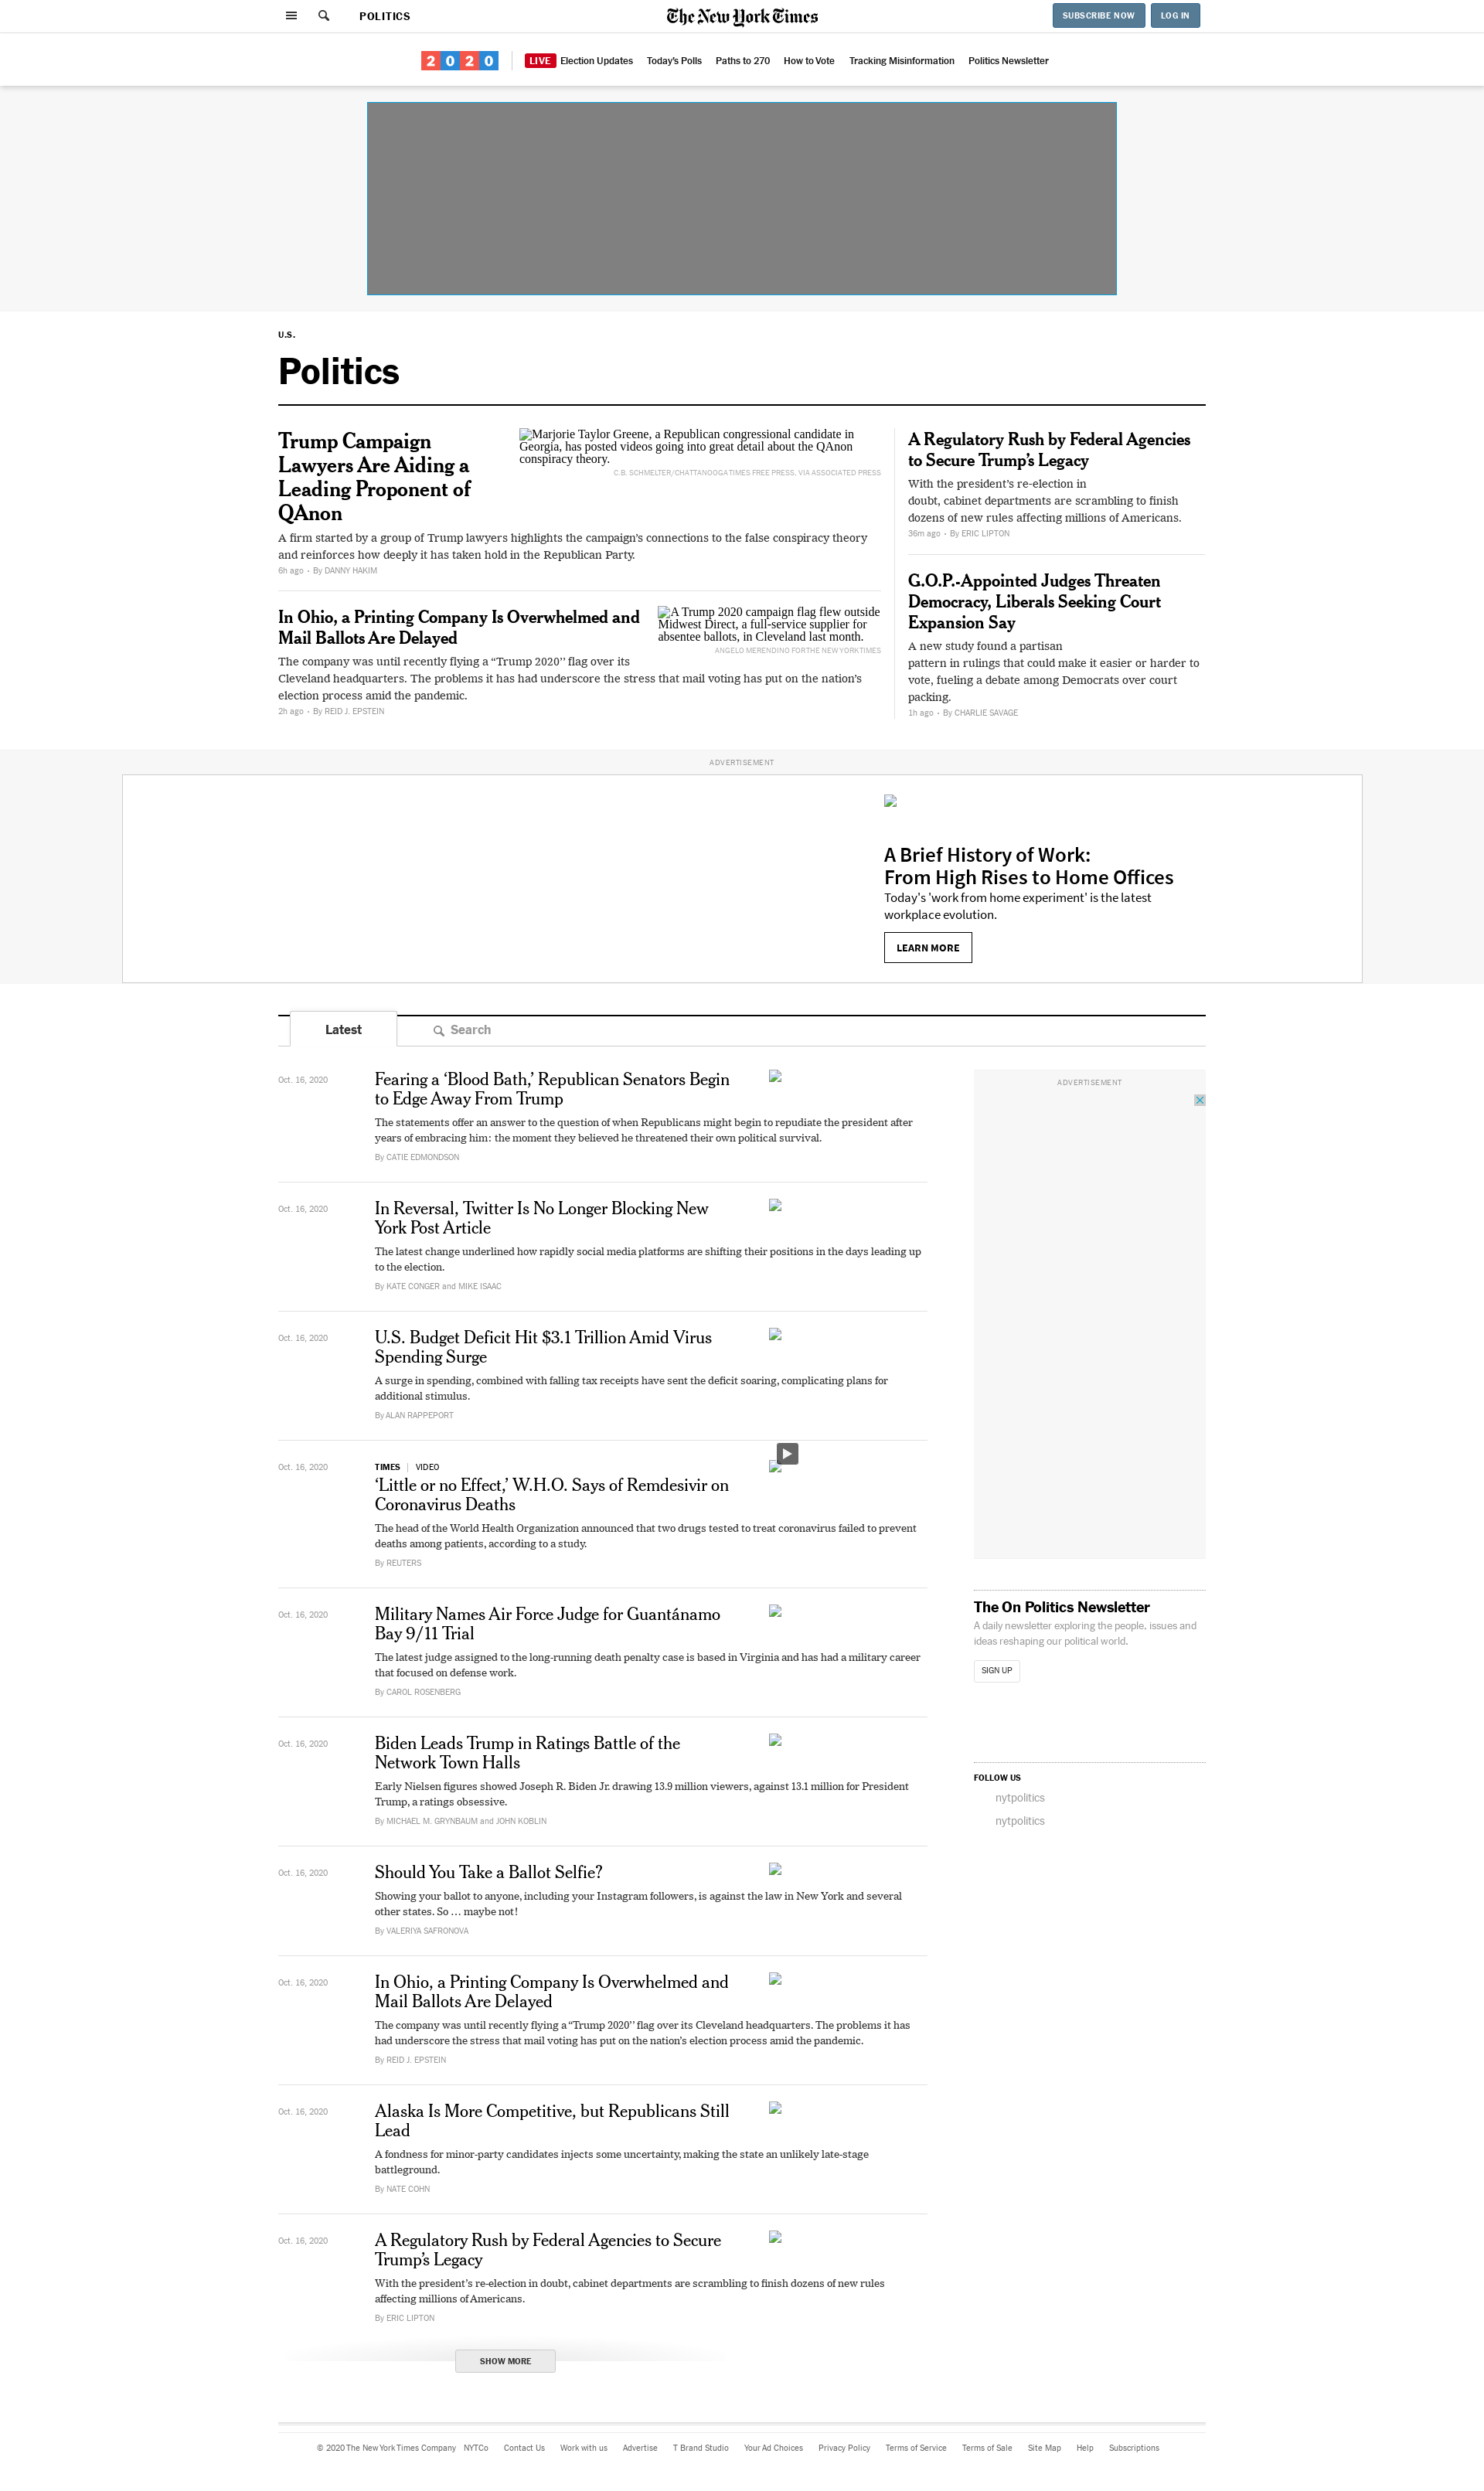 POLITICS
The New York Times
SUBSCRIBE NOW
LOG IN
2020
LIVE Election Updates Today's Polls Paths to 270 How to Vote Tracking Misinformation Politics Newsletter
U.S.
Politics
Trump Campaign
Lawyers Are Aiding a
Leading Proponent of
QAnon
Marjorie Taylor Greene, a Republican congressional candidate in
Georgia, has posted videos going into great detail about the QAnon
conspiracy theory.
C.B. SCHMELTER/CHATTANOOGA TIMES FREE PRESS, VIA ASSOCIATED PRESS
A firm started by a group of Trump lawyers highlights the campaign's connections to the false conspiracy theory
and reinforces how deeply it has taken hold in the Republican Party.
6h ago • By DANNY HAKIM
In Ohio, a Printing Company Is Overwhelmed and
Mail Ballots Are Delayed
A Trump 2020 campaign flag flew outside
Midwest Direct, a full-service supplier for
absentee ballots, in Cleveland last month.
ANGELO MERENDINO FOR THE NEW YORK TIMES
The company was until recently flying a “Trump 2020’’ flag over its
Cleveland headquarters. The problems it has had underscore the stress that mail voting has put on the nation’s
election process amid the pandemic.
2h ago • By REID J. EPSTEIN
A Regulatory Rush by Federal Agencies
to Secure Trump’s Legacy
With the president’s re-election in
doubt, cabinet departments are scrambling to finish
dozens of new rules affecting millions of Americans.
36m ago • By ERIC LIPTON
G.O.P.-Appointed Judges Threaten
Democracy, Liberals Seeking Court
Expansion Say
A new study found a partisan
pattern in rulings that could make it easier or harder to
vote, fueling a debate among Democrats over court
packing.
1h ago • By CHARLIE SAVAGE
ADVERTISEMENT
A Brief History of Work:
From High Rises to Home Offices
Today's 'work from home experiment' is the latest
workplace evolution.
LEARN MORE
Latest
Search
Oct. 16, 2020
Fearing a ‘Blood Bath,’ Republican Senators Begin
to Edge Away From Trump
The statements offer an answer to the question of when Republicans might begin to repudiate the president after
years of embracing him: the moment they believed he threatened their own political survival.
By CATIE EDMONDSON
Oct. 16, 2020
In Reversal, Twitter Is No Longer Blocking New
York Post Article
The latest change underlined how rapidly social media platforms are shifting their positions in the days leading up
to the election.
By KATE CONGER and MIKE ISAAC
Oct. 16, 2020
U.S. Budget Deficit Hit $3.1 Trillion Amid Virus
Spending Surge
A surge in spending, combined with falling tax receipts have sent the deficit soaring, complicating plans for
additional stimulus.
By ALAN RAPPEPORT
Oct. 16, 2020
TIMES | VIDEO
‘Little or no Effect,’ W.H.O. Says of Remdesivir on
Coronavirus Deaths
The head of the World Health Organization announced that two drugs tested to treat coronavirus failed to prevent
deaths among patients, according to a study.
By REUTERS
Oct. 16, 2020
Military Names Air Force Judge for Guantánamo
Bay 9/11 Trial
The latest judge assigned to the long-running death penalty case is based in Virginia and has had a military career
that focused on defense work.
By CAROL ROSENBERG
Oct. 16, 2020
Biden Leads Trump in Ratings Battle of the
Network Town Halls
Early Nielsen figures showed Joseph R. Biden Jr. drawing 13.9 million viewers, against 13.1 million for President
Trump, a ratings obsessive.
By MICHAEL M. GRYNBAUM and JOHN KOBLIN
Oct. 16, 2020
Should You Take a Ballot Selfie?
Showing your ballot to anyone, including your Instagram followers, is against the law in New York and several
other states. So … maybe not!
By VALERIYA SAFRONOVA
Oct. 16, 2020
In Ohio, a Printing Company Is Overwhelmed and
Mail Ballots Are Delayed
The company was until recently flying a “Trump 2020’’ flag over its Cleveland headquarters. The problems it has
had underscore the stress that mail voting has put on the nation’s election process amid the pandemic.
By REID J. EPSTEIN
Oct. 16, 2020
Alaska Is More Competitive, but Republicans Still
Lead
A fondness for minor-party candidates injects some uncertainty, making the state an unlikely late-stage
battleground.
By NATE COHN
Oct. 16, 2020
A Regulatory Rush by Federal Agencies to Secure
Trump’s Legacy
With the president’s re-election in doubt, cabinet departments are scrambling to finish dozens of new rules
affecting millions of Americans.
By ERIC LIPTON
SHOW MORE
ADVERTISEMENT
The On Politics Newsletter
A daily newsletter exploring the people, issues and
ideas reshaping our political world.
SIGN UP
FOLLOW US
nytpolitics
nytpolitics
© 2020 The New York Times Company NYTCo Contact Us Work with us Advertise T Brand Studio Your Ad Choices Privacy Policy Terms of Service Terms of Sale Site Map Help Subscriptions